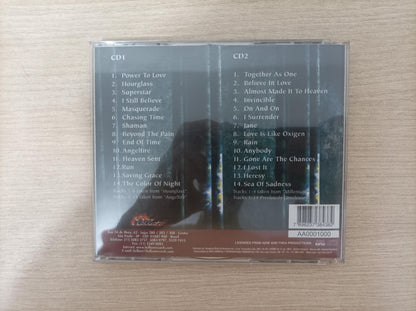 CD1
1. Power To Love
2. Hourglass
3. Superstar
4. I Still Believe
5. Masquerade
6. Chasing Time
7. Shaman
8. Beyond The Pain
9. End Of Time
10. Angelfire
11. Heaven Sent
12. Run
13. Saving Grace
14. The Color Of Night
CD2
1. Together As One
2. Believe In Love
3. Almost Made It To Heaven
4. Invincible
5. On And On
6. I Surrender
7. Jane
8. Love Is Like Oxigen
9. Rain
10. Anybody
11. Gone Are The Chances
12. I Lost It
13. Heresy
14. Sea Of Sadness
AA0001000